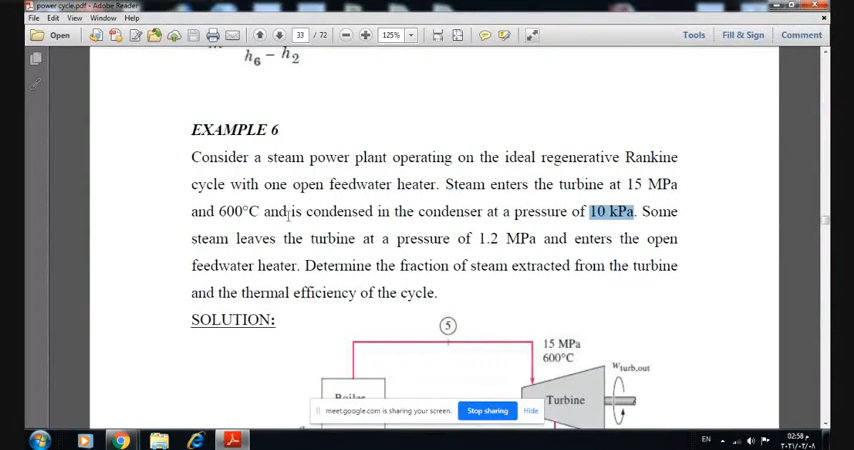 power cycle.pdf - Adobe Reader
File Edit View Window Help
Open 33 / 72 125% Tools Fill & Sign Comment
h6 − h2
EXAMPLE 6
Consider a steam power plant operating on the ideal regenerative Rankine
cycle with one open feedwater heater. Steam enters the turbine at 15 MPa
and 600°C and is condensed in the condenser at a pressure of 10 kPa. Some
steam leaves the turbine at a pressure of 1.2 MPa and enters the open
feedwater heater. Determine the fraction of steam extracted from the turbine
and the thermal efficiency of the cycle.
SOLUTION:
5
15 MPa
600°C
wturb,out
Boiler
Turbine
meet.google.com is sharing your screen. Stop sharing Hide
EN 02:58 م
٢٠٢١/٠٢/٠٨